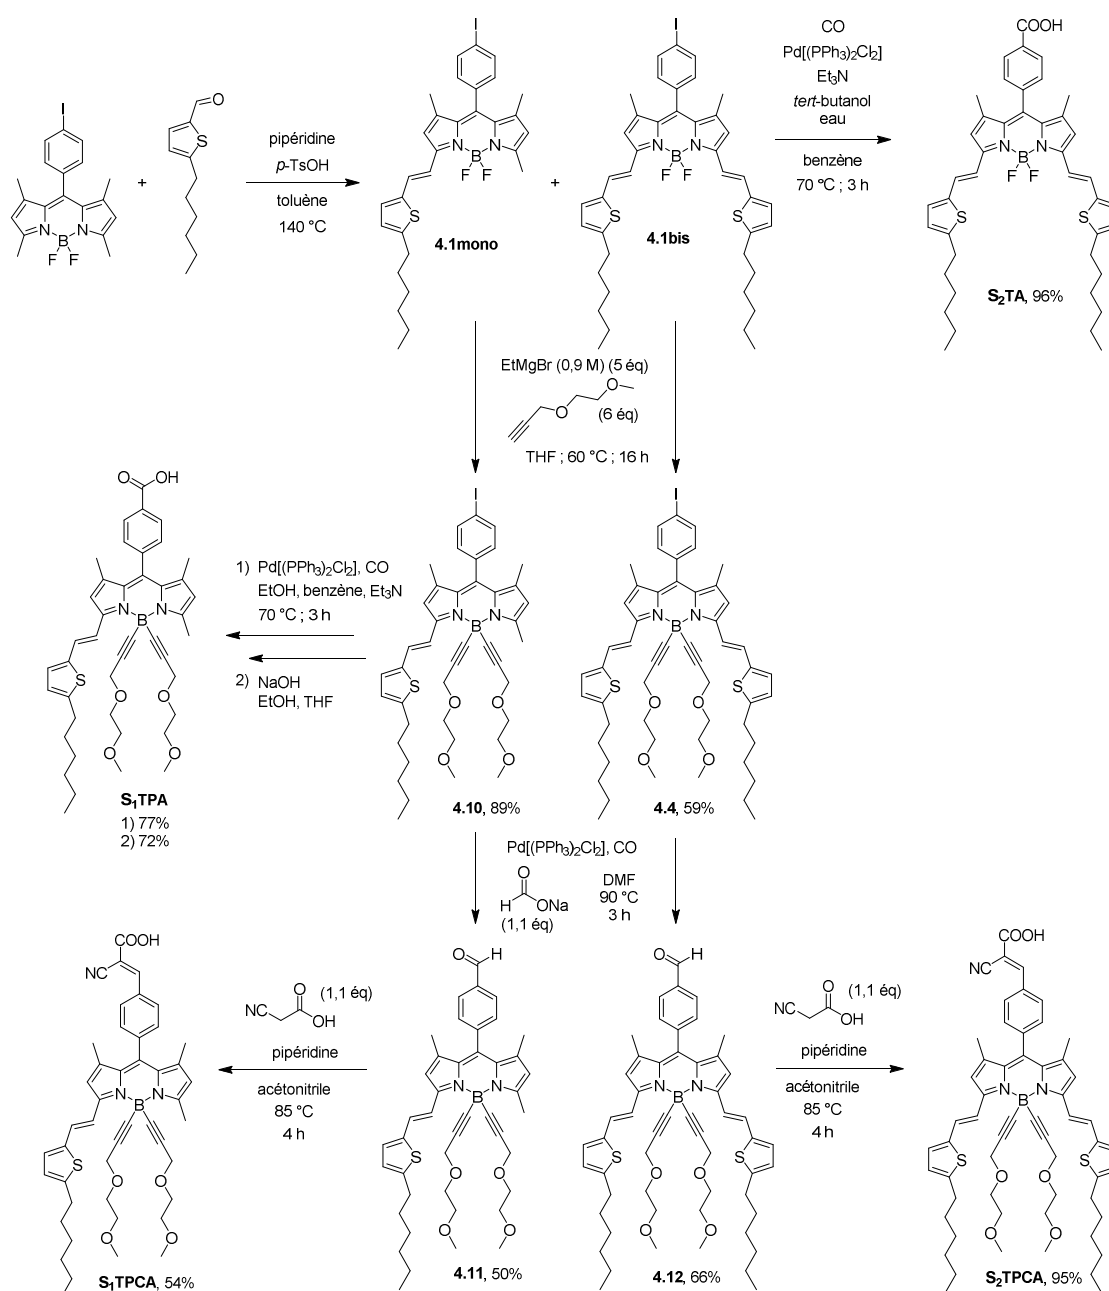 I
O
S
N
N
B
F
F
+
pipéridine
p-TsOH
toluène
140 °C
I
N
N
B
F
F
S
4.1mono
+
I
N
N
B
F
F
S
S
4.1bis
CO
Pd[(PPh3)2Cl2]
Et3N
tert-butanol
eau
benzène
70 °C ; 3 h
COOH
N
N
B
F
F
S
S
S2TA, 96%
EtMgBr (0,9 M) (5 éq)
O
O
(6 éq)
THF ; 60 °C ; 16 h
O
OH
N
N
B
S
O
O
O
O
S1TPA
1) 77%
2) 72%
1) Pd[(PPh3)2Cl2], CO
EtOH, benzène, Et3N
70 °C ; 3 h
2) NaOH
EtOH, THF
I
N
N
B
S
O
O
O
O
4.10, 89%
I
N
N
B
S
S
O
O
O
O
4.4, 59%
Pd[(PPh3)2Cl2], CO
O
H
ONa
(1,1 éq)
DMF
90 °C
3 h
COOH
NC
N
N
B
S
O
O
O
O
S1TPCA, 54%
O
NC
OH
(1,1 éq)
pipéridine
acétonitrile
85 °C
4 h
O
H
N
N
B
S
O
O
O
O
4.11, 50%
O
H
N
N
B
S
S
O
O
O
O
4.12, 66%
O
NC
OH
(1,1 éq)
pipéridine
acétonitrile
85 °C
4 h
COOH
NC
N
N
B
S
S
O
O
O
O
S2TPCA, 95%